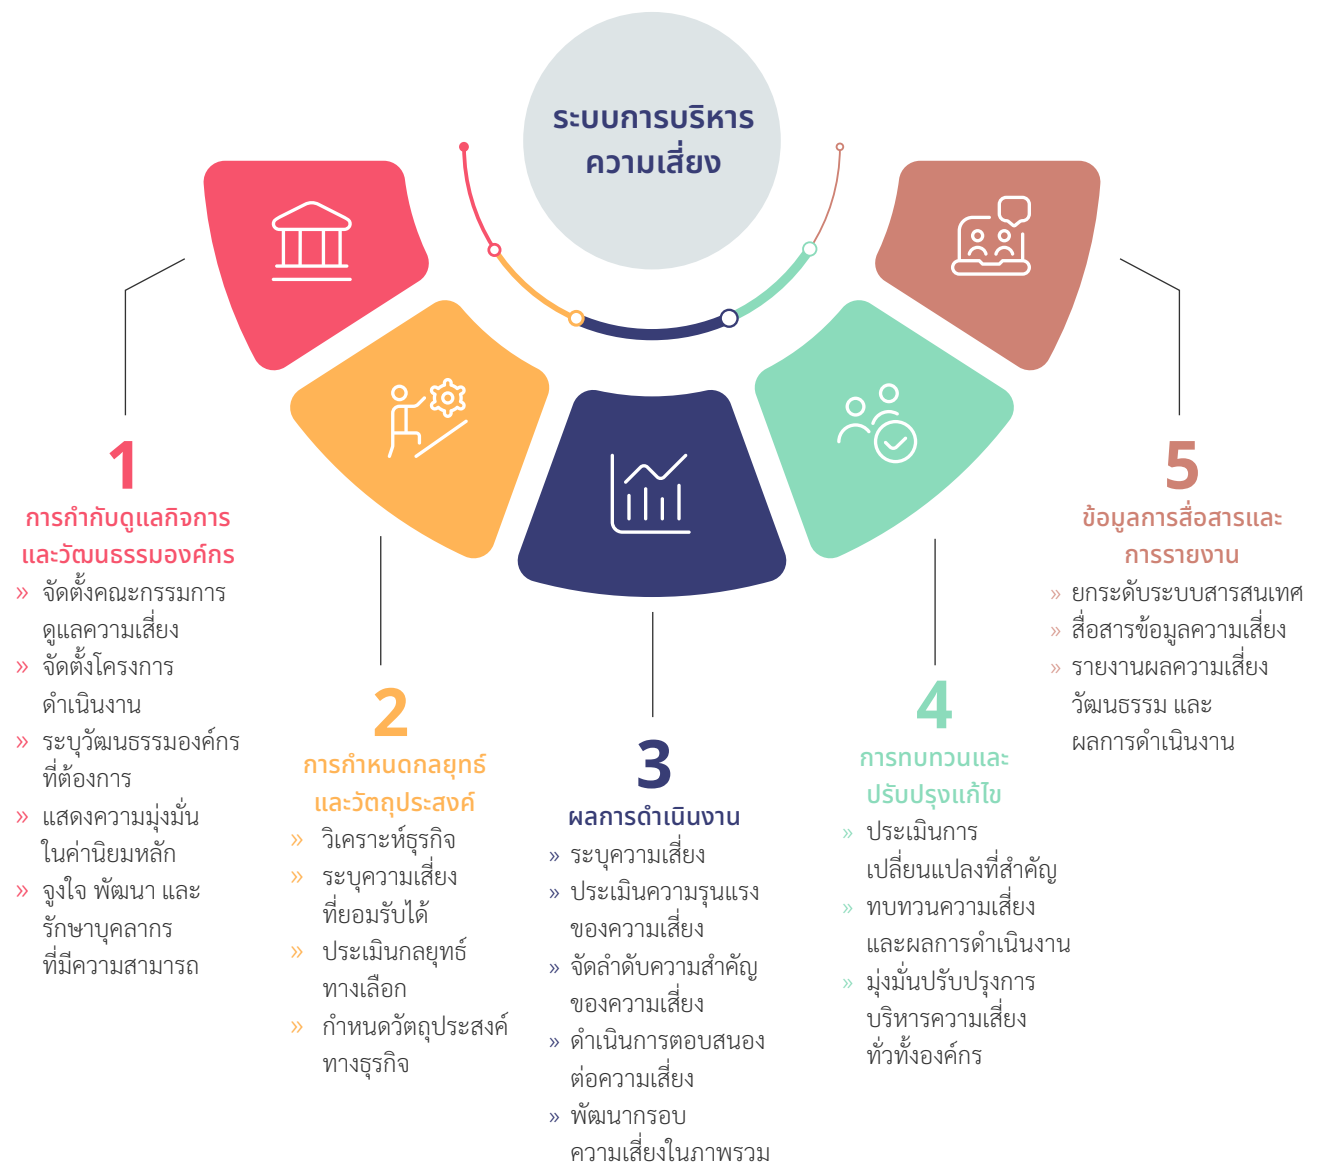 ระบบการบริหาร
ความเสี่ยง
1
การกำกับดูแลกิจการ
และวัฒนธรรมองค์กร
» จัดตั้งคณะกรรมการ
ดูแลความเสี่ยง
» จัดตั้งโครงการ
ดำเนินงาน
» ระบุวัฒนธรรมองค์กร
ที่ต้องการ
» แสดงความมุ่งมั่น
ในค่านิยมหลัก
» จูงใจ พัฒนา และ
รักษาบุคลากร
ที่มีความสามารถ
2
การกำหนดกลยุทธ์
และวัตถุประสงค์
» วิเคราะห์ธุรกิจ
» ระบุความเสี่ยง
ที่ยอมรับได้
» ประเมินกลยุทธ์
ทางเลือก
» กำหนดวัตถุประสงค์
ทางธุรกิจ
3
ผลการดำเนินงาน
» ระบุความเสี่ยง
» ประเมินความรุนแรง
ของความเสี่ยง
» จัดลำดับความสำคัญ
ของความเสี่ยง
» ดำเนินการตอบสนอง
ต่อความเสี่ยง
» พัฒนากรอบ
ความเสี่ยงในภาพรวม
4
การทบทวนและ
ปรับปรุงแก้ไข
» ประเมินการ
เปลี่ยนแปลงที่สำคัญ
» ทบทวนความเสี่ยง
และผลการดำเนินงาน
» มุ่งมั่นปรับปรุงการ
บริหารความเสี่ยง
ทั่วทั้งองค์กร
5
ข้อมูลการสื่อสารและ
การรายงาน
» ยกระดับระบบสารสนเทศ
» สื่อสารข้อมูลความเสี่ยง
» รายงานผลความเสี่ยง
วัฒนธรรม และ
ผลการดำเนินงาน